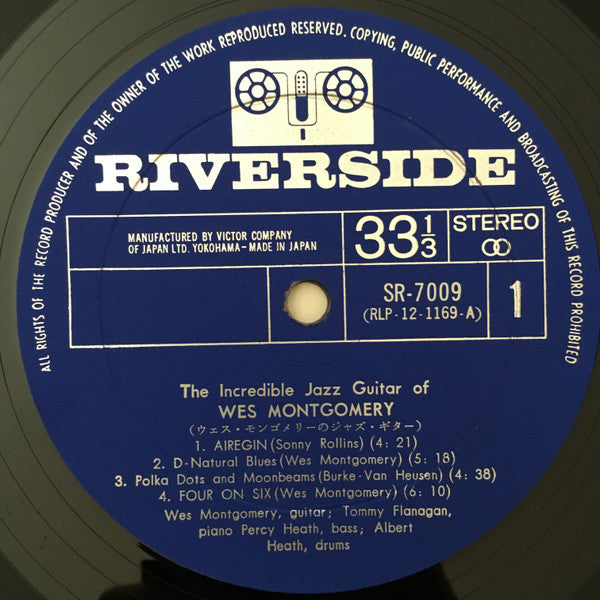 ALL RIGHTS OF THE RECORD PRODUCER AND OF THE OWNER OF THE WORK REPRODUCED RESERVED. COPYING, PUBLIC PERFORMANCE AND BROADCASTING OF THIS RECORD PROHIBITED
RIVERSIDE
MANUFACTURED BY VICTOR COMPANY
OF JAPAN LTD. YOKOHAMA-MADE IN JAPAN
33 1/3
STEREO
SR-7009
(RLP-12-1169-A)
1
The Incredible Jazz Guitar of
WES MONTGOMERY
(ウェス・モンゴメリーのジャズ・ギター)
1. AIREGIN (Sonny Rollins) (4: 21)
2. D-Natural Blues (Wes Montgomery) (5: 18)
3. Polka Dots and Moonbeams (Burke-Van Heusen) (4: 38)
4. FOUR ON SIX (Wes Montgomery) (6: 10)
Wes Montgomery, guitar; Tommy Flanagan,
piano Percy Heath, bass; Albert
Heath, drums